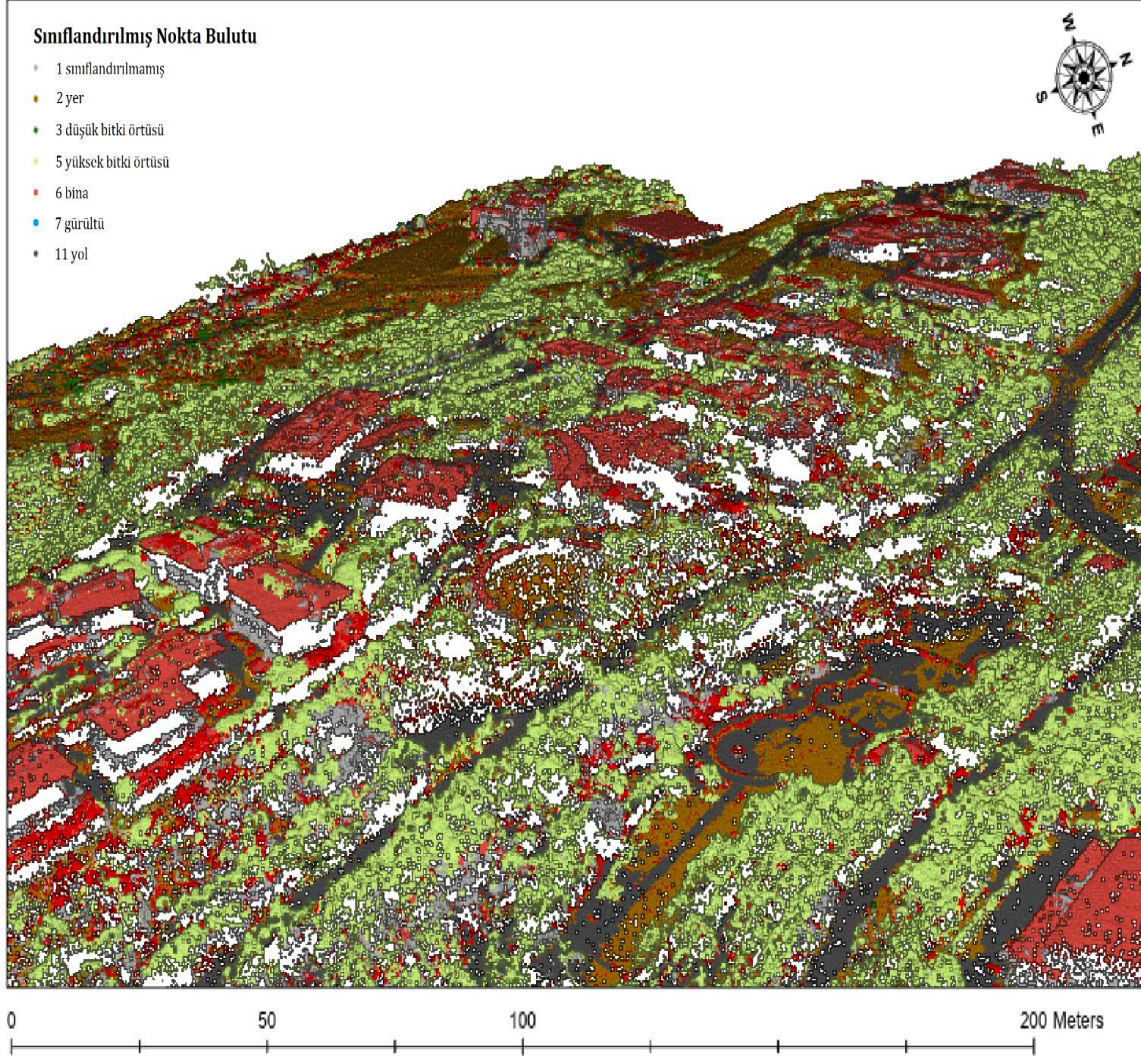 Sınıflandırılmış Nokta Bulutu
1 sınıflandırılmamış
2 yer
3 düşük bitki örtüsü
5 yüksek bitki örtüsü
6 bina
7 gürültü
11 yol
W
N
S
E
0 50 100 200 Meters